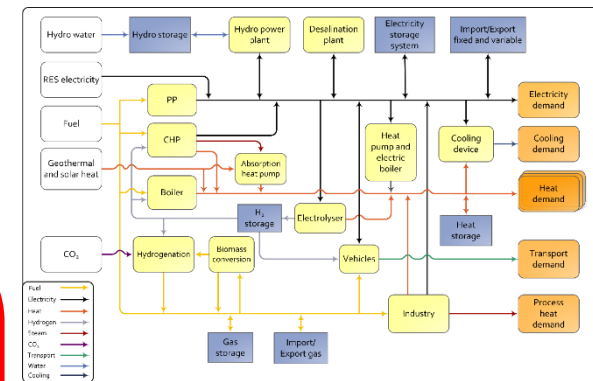 Hydro water
Hydro storage
Hydro power
plant
Desalination
plant
Electricity
storage
system
Import/Export
fixed and variable
RES electricity
PP
Electricity
demand
Fuel
CHP
Heat
pump and
electric
boiler
Cooling
device
Cooling
demand
Geothermal
and solar heat
Absorption
heat pump
Boiler
Heat
demand
H₂
storage
Electrolyser
Heat
storage
CO₂
Hydrogenation
Biomass
conversion
Vehicles
Transport
demand
Fuel
Electricity
Heat
Hydrogen
Steam
CO₂
Transport
Water
Cooling
Gas
storage
Import/
Export gas
Industry
Process
heat
demand